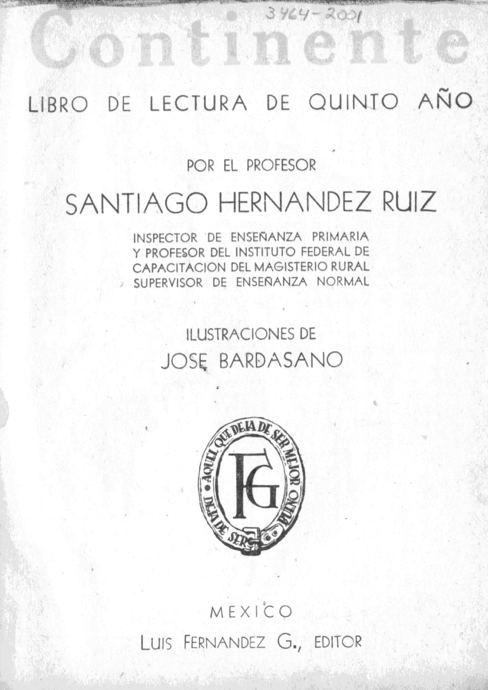 3464-2001
Continente
LIBRO DE LECTURA DE QUINTO AÑO
POR EL PROFESOR
SANTIAGO HERNANDEZ RUIZ
INSPECTOR DE ENSEÑANZA PRIMARIA
Y PROFESOR DEL INSTITUTO FEDERAL DE
CAPACITACION DEL MAGISTERIO RURAL
SUPERVISOR DE ENSEÑANZA NORMAL
ILUSTRACIONES DE
JOSE BARDASANO
AQUEL QUE DEJA DE SER MEJOR
DEJA DE SER
FG
MEXICO
LUIS FERNANDEZ G., EDITOR